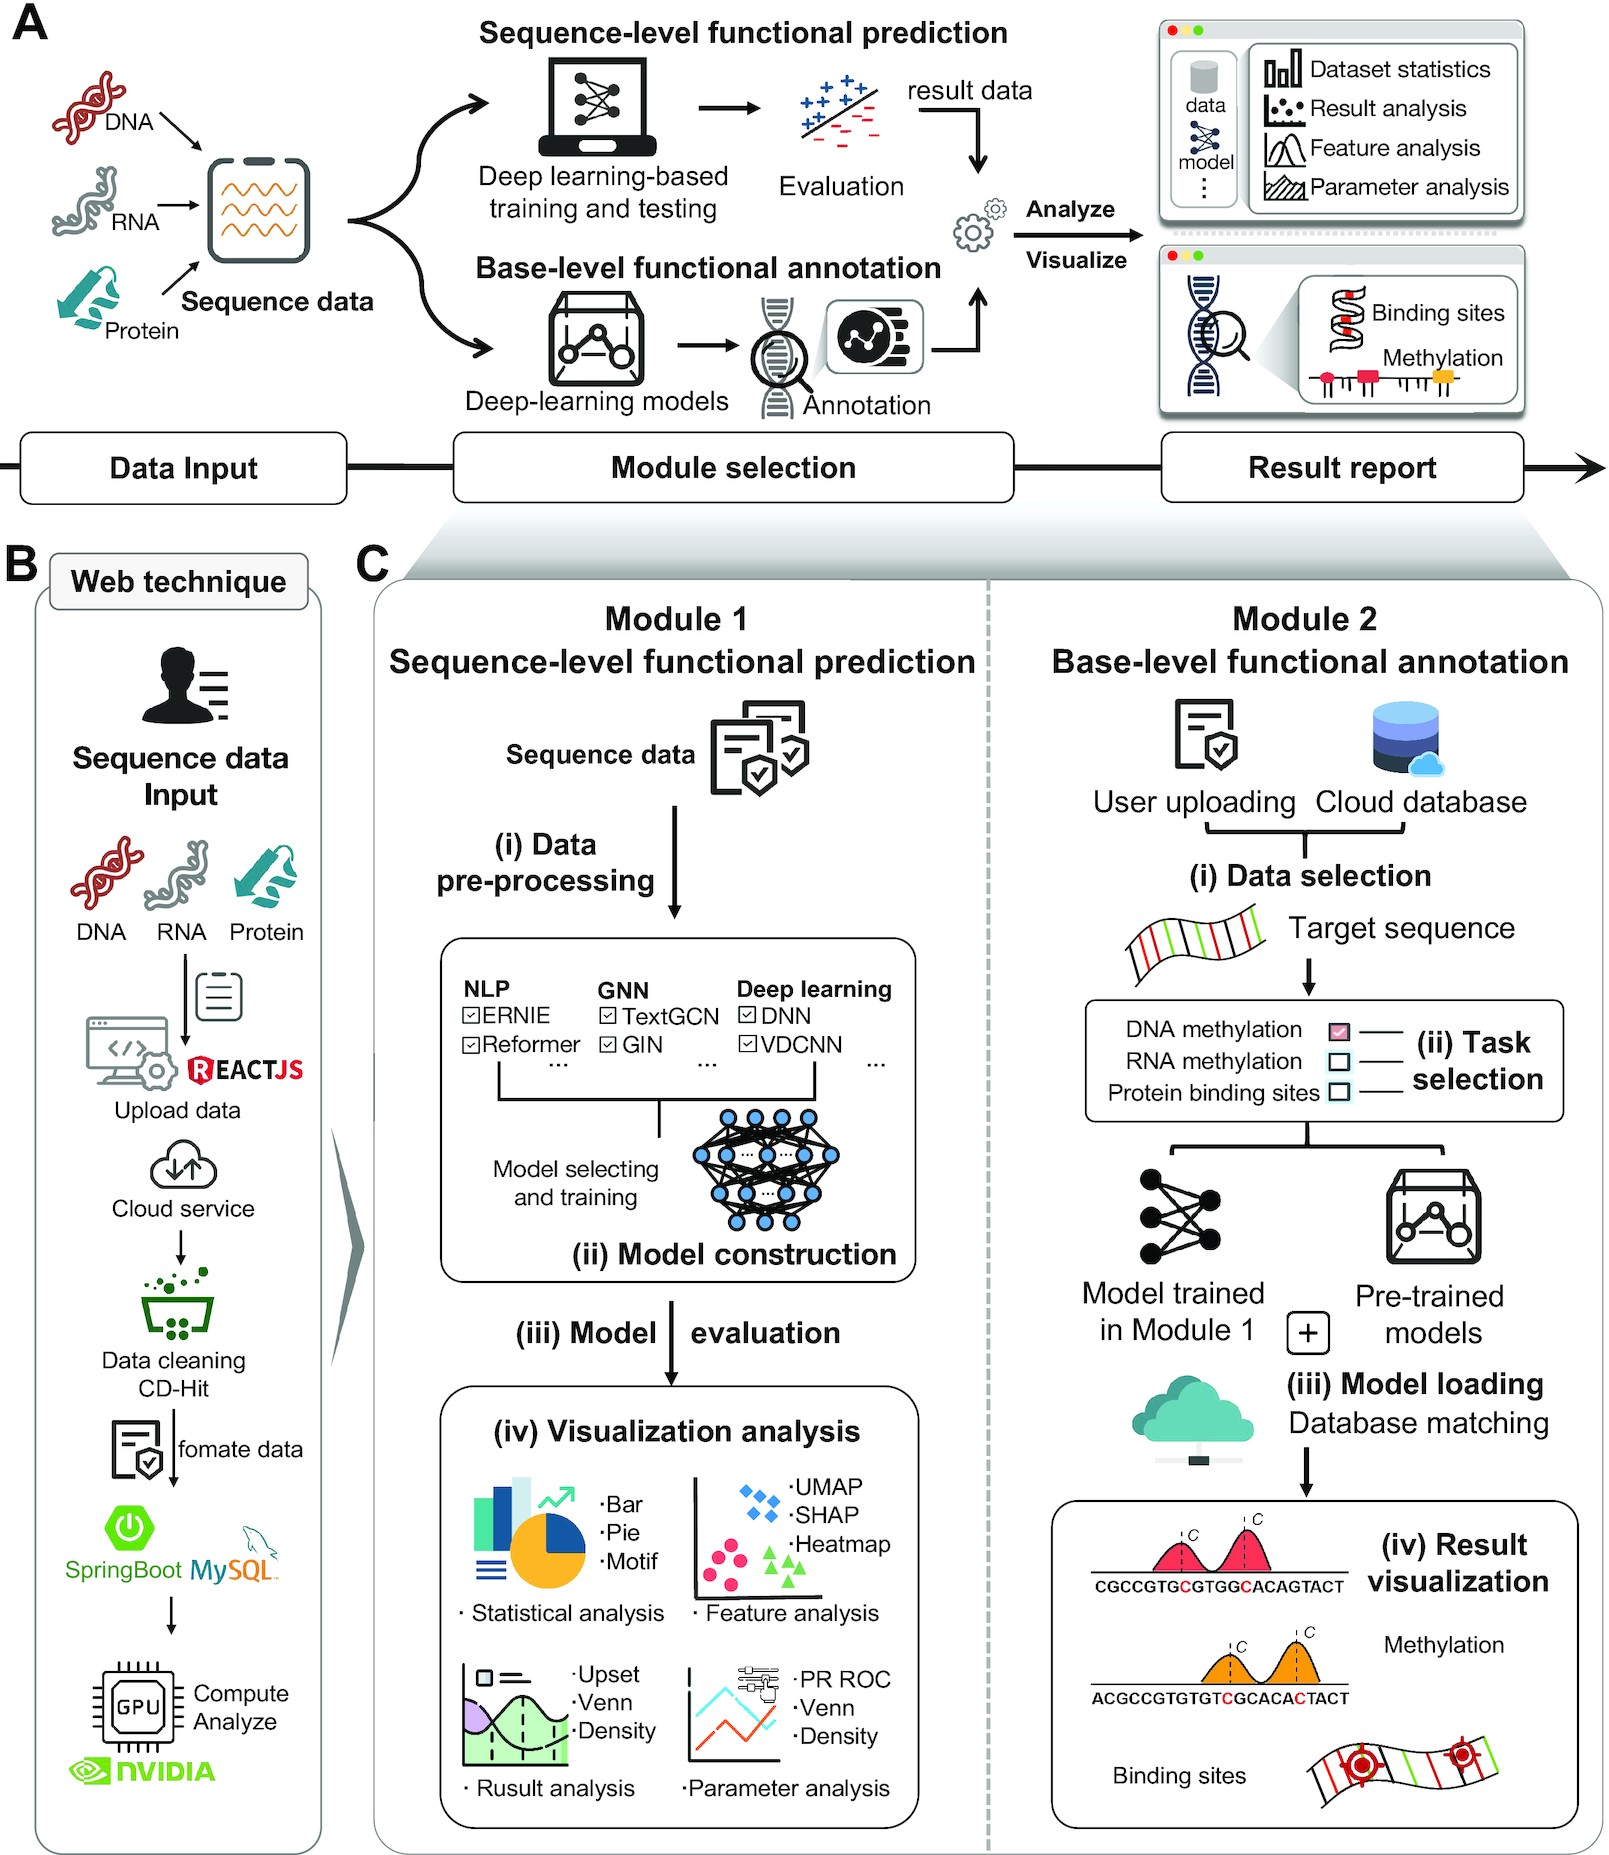 A
Sequence-level functional prediction
DNA
RNA
Protein
Sequence data
Deep learning-based
training and testing
Evaluation
result data
Base-level functional annotation
Deep-learning models
Annotation
Analyze
Visualize
data
model
Dataset statistics
Result analysis
Feature analysis
Parameter analysis
Binding sites
Methylation
Data Input
Module selection
Result report
B
Web technique
Sequence data
Input
DNA
RNA
Protein
REACTJS
Upload data
Cloud service
Data cleaning
CD-Hit
fomate data
SpringBoot
MySQL
GPU
Compute
Analyze
NVIDIA
C
Module 1
Sequence-level functional prediction
Sequence data
(i) Data
pre-processing
NLP
ERNIE
Reformer
...
GNN
TextGCN
GIN
...
Deep learning
DNN
VDCNN
...
Model selecting
and training
(ii) Model construction
(iii) Model evaluation
(iv) Visualization analysis
·Bar
·Pie
·Motif
· Statistical analysis
·UMAP
·SHAP
·Heatmap
· Feature analysis
·Upset
·Venn
·Density
· Rusult analysis
·PR ROC
·Venn
·Density
·Parameter analysis
Module 2
Base-level functional annotation
User uploading
Cloud database
(i) Data selection
Target sequence
DNA methylation
RNA methylation
Protein binding sites
(ii) Task
selection
Model trained
in Module 1
+
Pre-trained
models
(iii) Model loading
Database matching
(iv) Result
visualization
C
C
CGCCGTGCGTGGCACAGTACT
Methylation
C
C
ACGCCGTGTGTCGCACACTACT
Binding sites